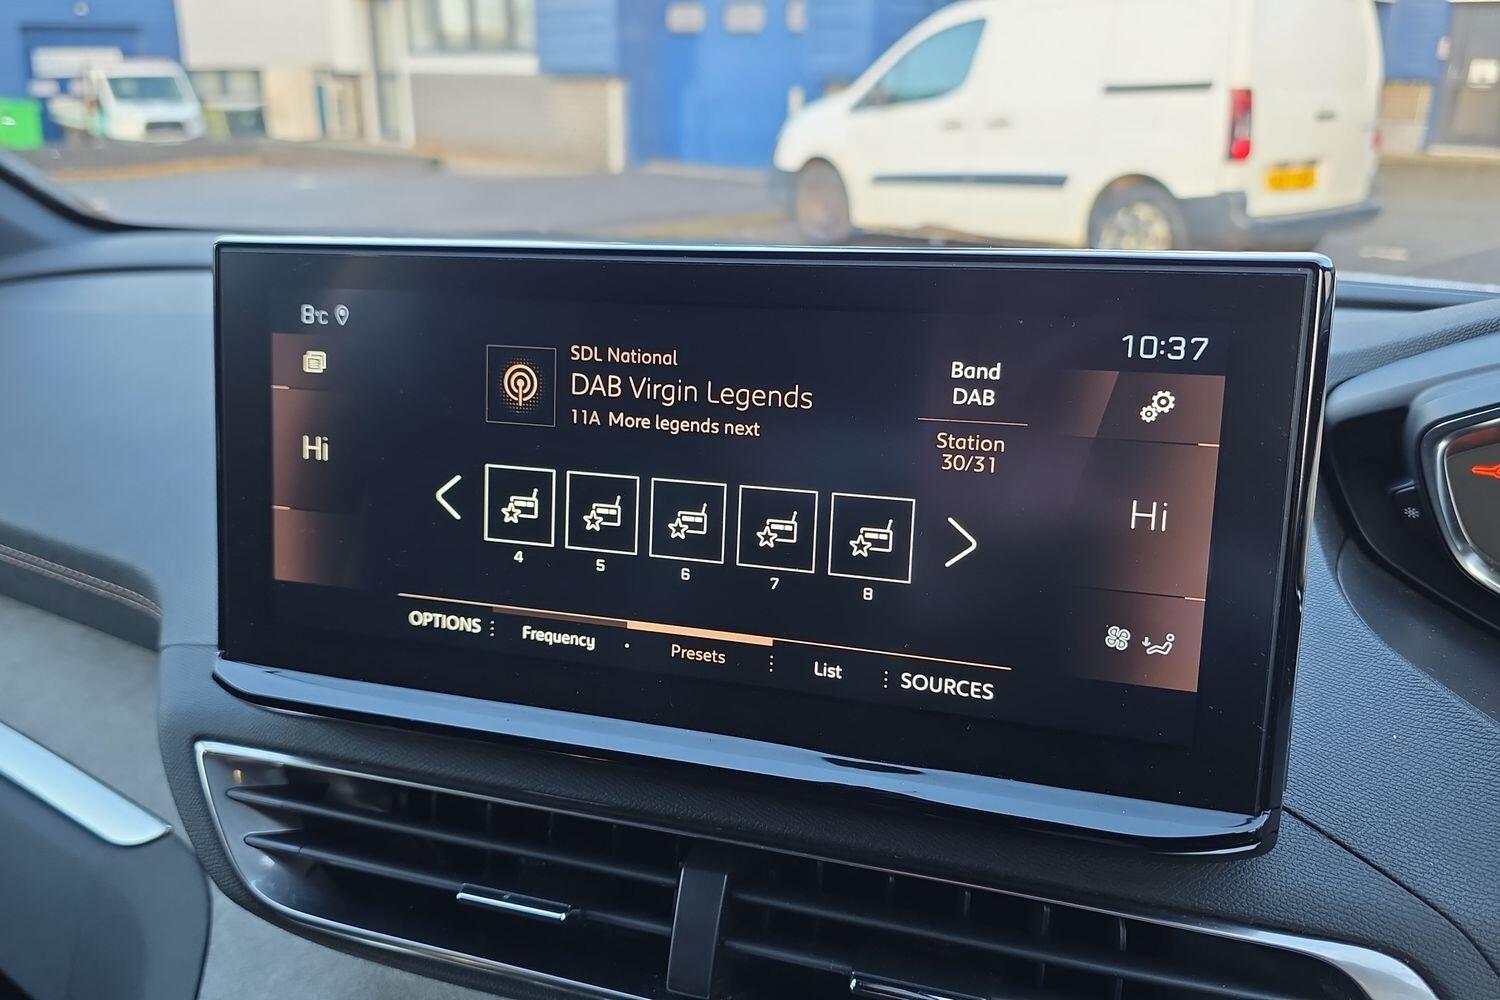 8°C
10:37
SDL National
DAB Virgin Legends
11A More legends next
Band
DAB
Station
30/31
Hi
Hi
4 5 6 7 8
OPTIONS Frequency Presets List SOURCES